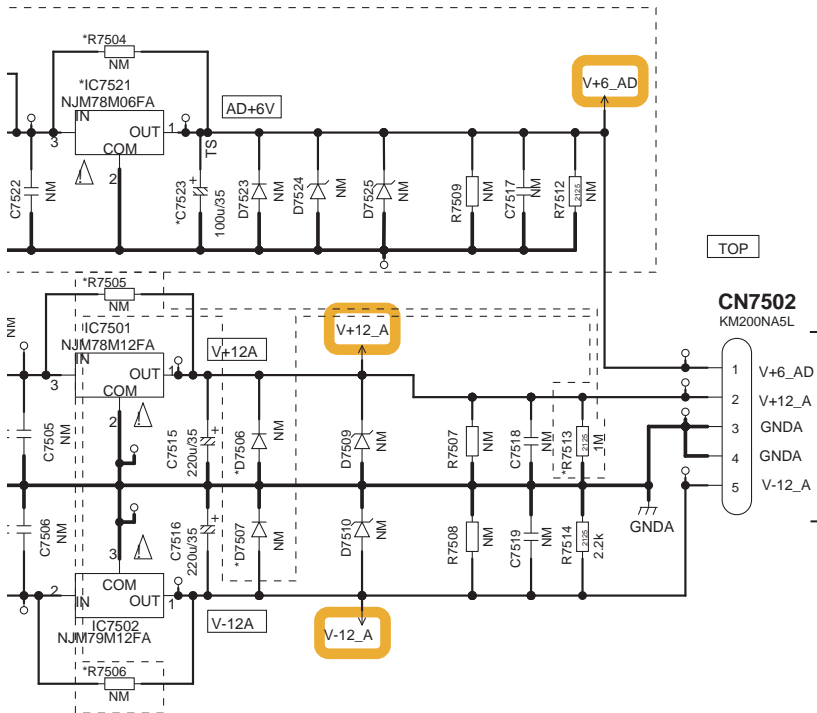 *R7504
NM
*IC7521
NJM78M06FA
IN
OUT
COM
3
1
2
TS
AD+6V
V+6_AD
C7522
NM
*C7523
100u/35
D7523
NM
D7524
NM
D7525
NM
R7509
NM
C7517
NM
R7512
2125
NM
TOP
CN7502
KM200NA5L
1
V+6_AD
2
V+12_A
3
GNDA
4
GNDA
5
V-12_A
*R7505
NM
NM
IC7501
NJM78M12FA
IN
OUT
COM
3
1
2
V+12A
V+12_A
C7505
NM
C7515
220u/35
*D7506
NM
D7509
NM
R7507
NM
C7518
NM
*R7513
2125
1M
GNDA
C7506
NM
3
COM
IN
OUT
2
1
IC7502
NJM79M12FA
C7516
220u/35
*D7507
NM
D7510
NM
R7508
NM
C7519
NM
R7514
2125
2.2k
V-12A
V-12_A
*R7506
NM